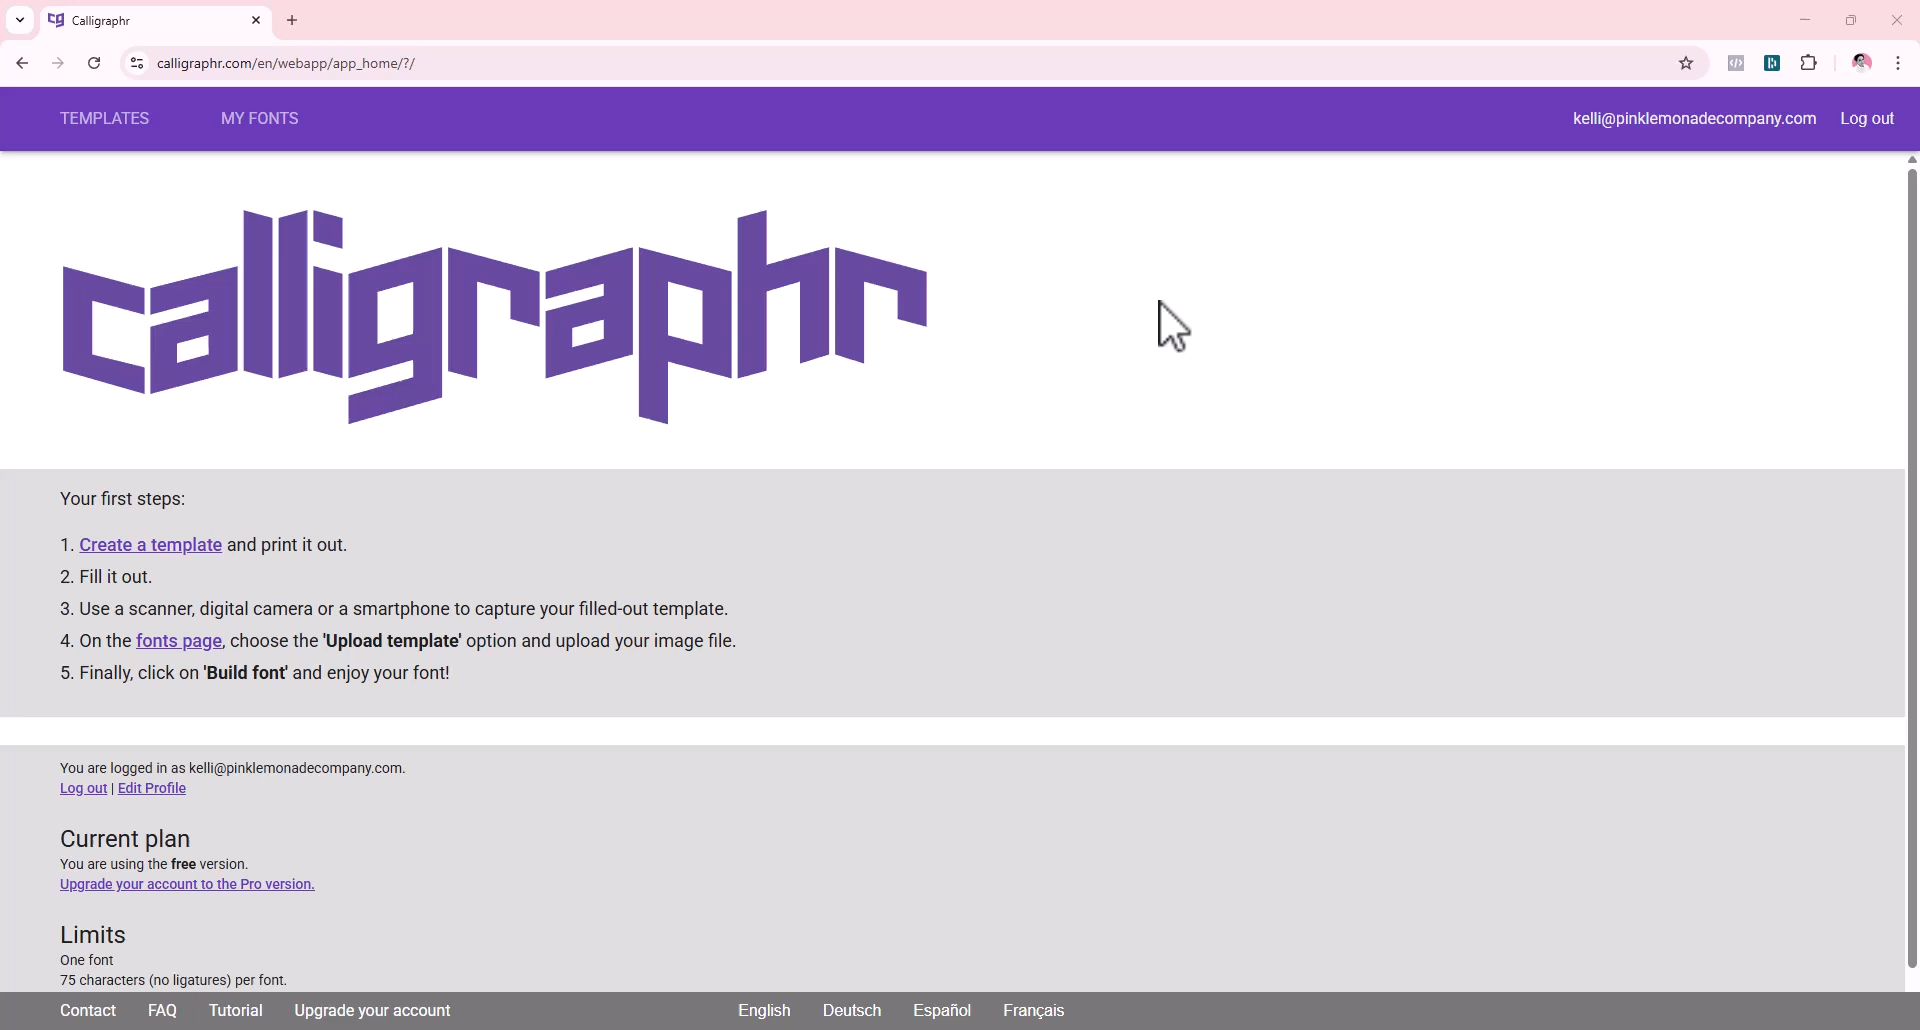 Calligraphr
calligraphr.com/en/webapp/app_home/?/
TEMPLATES MY FONTS kelli@pinklemonadecompany.com Log out
calligraphr
Your first steps:
1. Create a template and print it out.
2. Fill it out.
3. Use a scanner, digital camera or a smartphone to capture your filled-out template.
4. On the fonts page, choose the 'Upload template' option and upload your image file.
5. Finally, click on 'Build font' and enjoy your font!
You are logged in as kelli@pinklemonadecompany.com.
Log out | Edit Profile
Current plan
You are using the free version.
Upgrade your account to the Pro version.
Limits
One font
75 characters (no ligatures) per font.
Contact FAQ Tutorial Upgrade your account English Deutsch Español Français